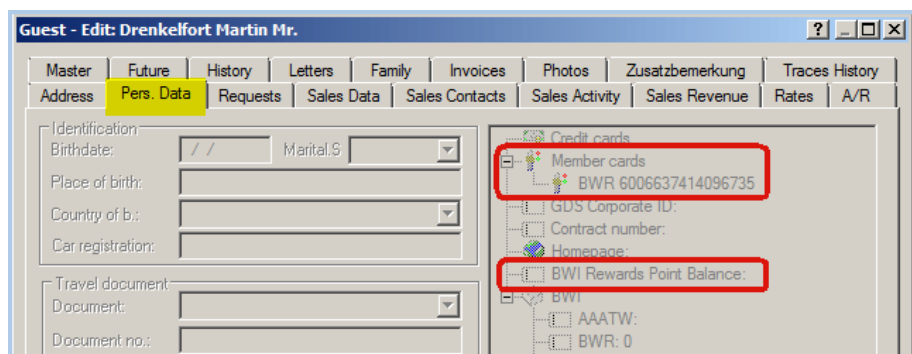 Guest - Edit: Drenkelfort Martin Mr.
Master Future History Letters Family Invoices Photos Zusatzbemerkung Traces History
Address Pers. Data Requests Sales Data Sales Contacts Sales Activity Sales Revenue Rates A/R
Identification
Birthdate: / / Marital.S
Place of birth:
Country of b.:
Car registration:
Travel document
Document:
Document no.:
Credit cards
Member cards
BWR 6006637414096735
GDS Corporate ID:
Contract number:
Homepage:
BWI Rewards Point Balance:
BWI
AAATW:
BWR: 0